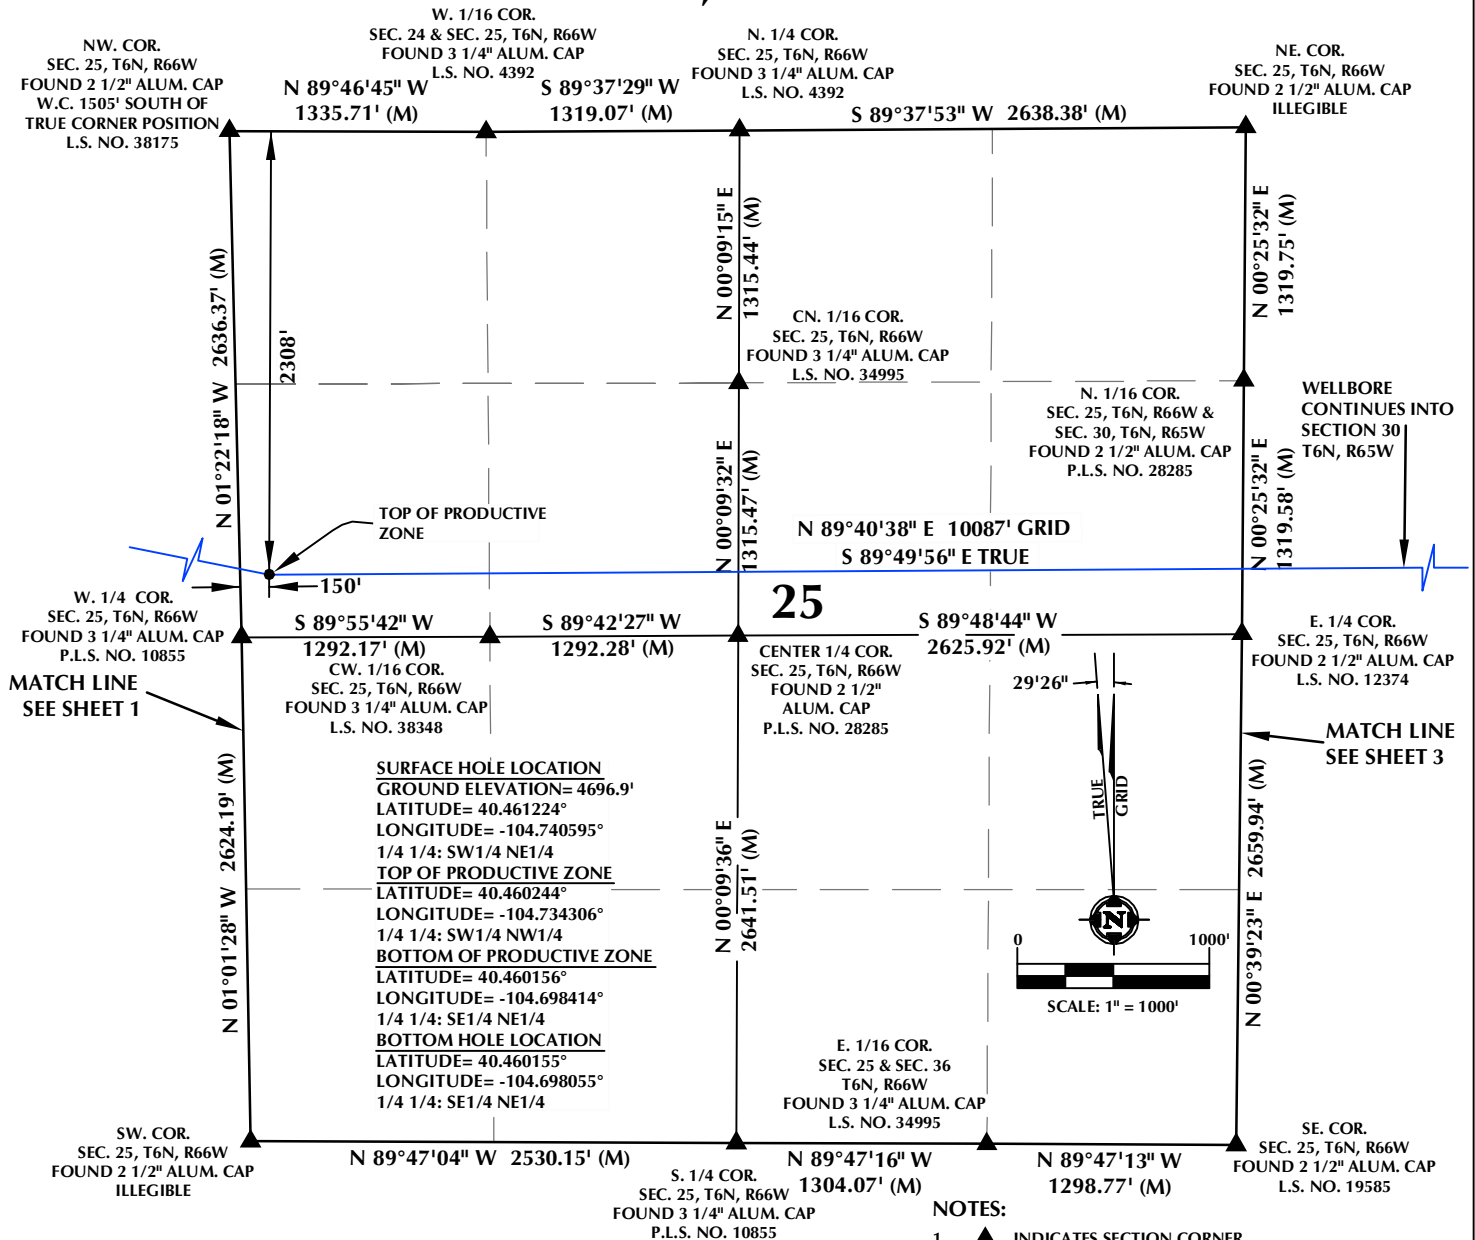 NW. COR.
SEC. 25, T6N, R66W
FOUND 2 1/2" ALUM. CAP
W.C. 1505' SOUTH OF
TRUE CORNER POSITION
L.S. NO. 38175
W. 1/16 COR.
SEC. 24 & SEC. 25, T6N, R66W
FOUND 3 1/4" ALUM. CAP
L.S. NO. 4392
N. 1/4 COR.
SEC. 25, T6N, R66W
FOUND 3 1/4" ALUM. CAP
L.S. NO. 4392
NE. COR.
SEC. 25, T6N, R66W
FOUND 2 1/2" ALUM. CAP
ILLEGIBLE
N 89°46'45" W
1335.71' (M)
S 89°37'29" W
1319.07' (M)
S 89°37'53" W 2638.38' (M)
N 01°22'18" W 2636.37' (M)
2308'
N 00°09'15" E
1315.44' (M)
N 00°25'32" E
1319.75' (M)
CN. 1/16 COR.
SEC. 25, T6N, R66W
FOUND 3 1/4" ALUM. CAP
L.S. NO. 34995
N. 1/16 COR.
SEC. 25, T6N, R66W &
SEC. 30, T6N, R65W
FOUND 2 1/2" ALUM. CAP
P.L.S. NO. 28285
WELLBORE
CONTINUES INTO
SECTION 30
T6N, R65W
N 00°09'32" E
1315.47' (M)
N 00°25'32" E
1319.58' (M)
TOP OF PRODUCTIVE
ZONE
N 89°40'38" E 10087' GRID
S 89°49'56" E TRUE
150'
25
W. 1/4 COR.
SEC. 25, T6N, R66W
FOUND 3 1/4" ALUM. CAP
P.L.S. NO. 10855
S 89°55'42" W
1292.17' (M)
S 89°42'27" W
1292.28' (M)
S 89°48'44" W
2625.92' (M)
E. 1/4 COR.
SEC. 25, T6N, R66W
FOUND 2 1/2" ALUM. CAP
L.S. NO. 12374
CW. 1/16 COR.
SEC. 25, T6N, R66W
FOUND 3 1/4" ALUM. CAP
L.S. NO. 38348
CENTER 1/4 COR.
SEC. 25, T6N, R66W
FOUND 2 1/2"
ALUM. CAP
P.L.S. NO. 28285
29'26"
MATCH LINE
SEE SHEET 1
MATCH LINE
SEE SHEET 3
N 01°01'28" W 2624.19' (M)
SURFACE HOLE LOCATION
GROUND ELEVATION= 4696.9'
LATITUDE= 40.461224°
LONGITUDE= -104.740595°
1/4 1/4: SW1/4 NE1/4
TOP OF PRODUCTIVE ZONE
LATITUDE= 40.460244°
LONGITUDE= -104.734306°
1/4 1/4: SW1/4 NW1/4
BOTTOM OF PRODUCTIVE ZONE
LATITUDE= 40.460156°
LONGITUDE= -104.698414°
1/4 1/4: SE1/4 NE1/4
BOTTOM HOLE LOCATION
LATITUDE= 40.460155°
LONGITUDE= -104.698055°
1/4 1/4: SE1/4 NE1/4
N 00°09'36" E
2641.51' (M)
TRUE
GRID
N
0 1000'
SCALE: 1" = 1000'
N 00°39'23" E 2659.94' (M)
E. 1/16 COR.
SEC. 25 & SEC. 36
T6N, R66W
FOUND 3 1/4" ALUM. CAP
L.S. NO. 34995
SW. COR.
SEC. 25, T6N, R66W
FOUND 2 1/2" ALUM. CAP
ILLEGIBLE
N 89°47'04" W 2530.15' (M)
S. 1/4 COR.
SEC. 25, T6N, R66W
FOUND 3 1/4" ALUM. CAP
P.L.S. NO. 10855
N 89°47'16" W
1304.07' (M)
N 89°47'13" W
1298.77' (M)
SE. COR.
SEC. 25, T6N, R66W
FOUND 2 1/2" ALUM. CAP
L.S. NO. 19585
NOTES:
1. INDICATES SECTION CORNER